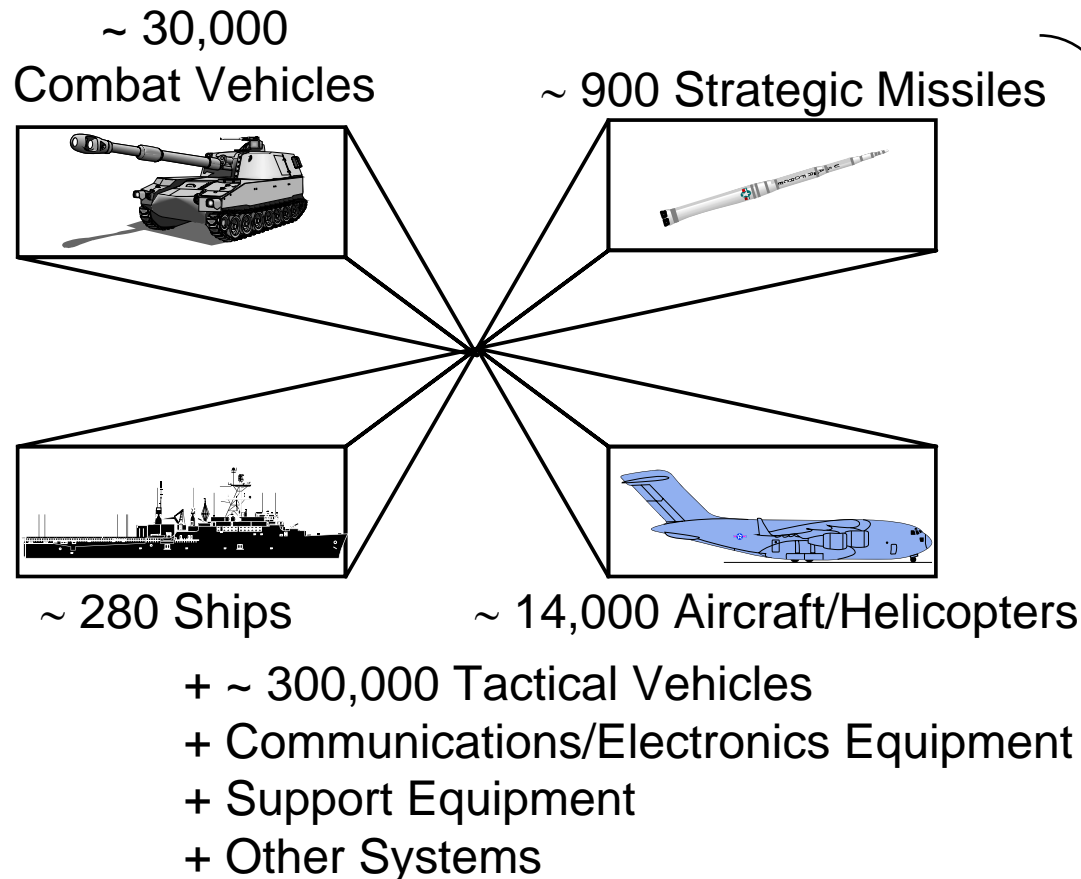 ~ 30,000
Combat Vehicles
~ 900 Strategic Missiles
~ 280 Ships
~ 14,000 Aircraft/Helicopters
+ ~ 300,000 Tactical Vehicles
+ Communications/Electronics Equipment
+ Support Equipment
+ Other Systems